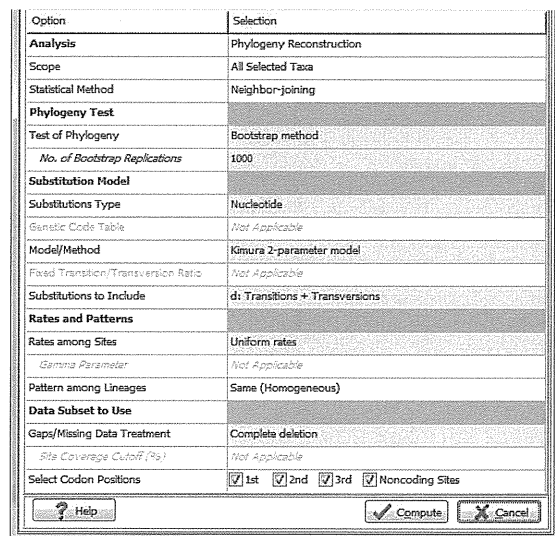 Option Selection
Analysis Phylogeny Reconstruction
Scope All Selected Taxa
Statistical Method Neighbor-joining
Phylogeny Test
Test of Phylogeny Bootstrap method
No. of Bootstrap Replications 1000
Substitution Model
Substitutions Type Nucleotide
Genetic Code Table Not Applicable
Model/Method Kimura 2-parameter model
Fixed Transition/Transversion Ratio Not Applicable
Substitutions to Include d: Transitions + Transversions
Rates and Patterns
Rates among Sites Uniform rates
Gamma Parameter Not Applicable
Pattern among Lineages Same (Homogeneous)
Data Subset to Use
Gaps/Missing Data Treatment Complete deletion
Site Coverage Cutoff (%) Not Applicable
Select Codon Positions 1st 2nd 3rd Noncoding Sites
? Help Compute Cancel